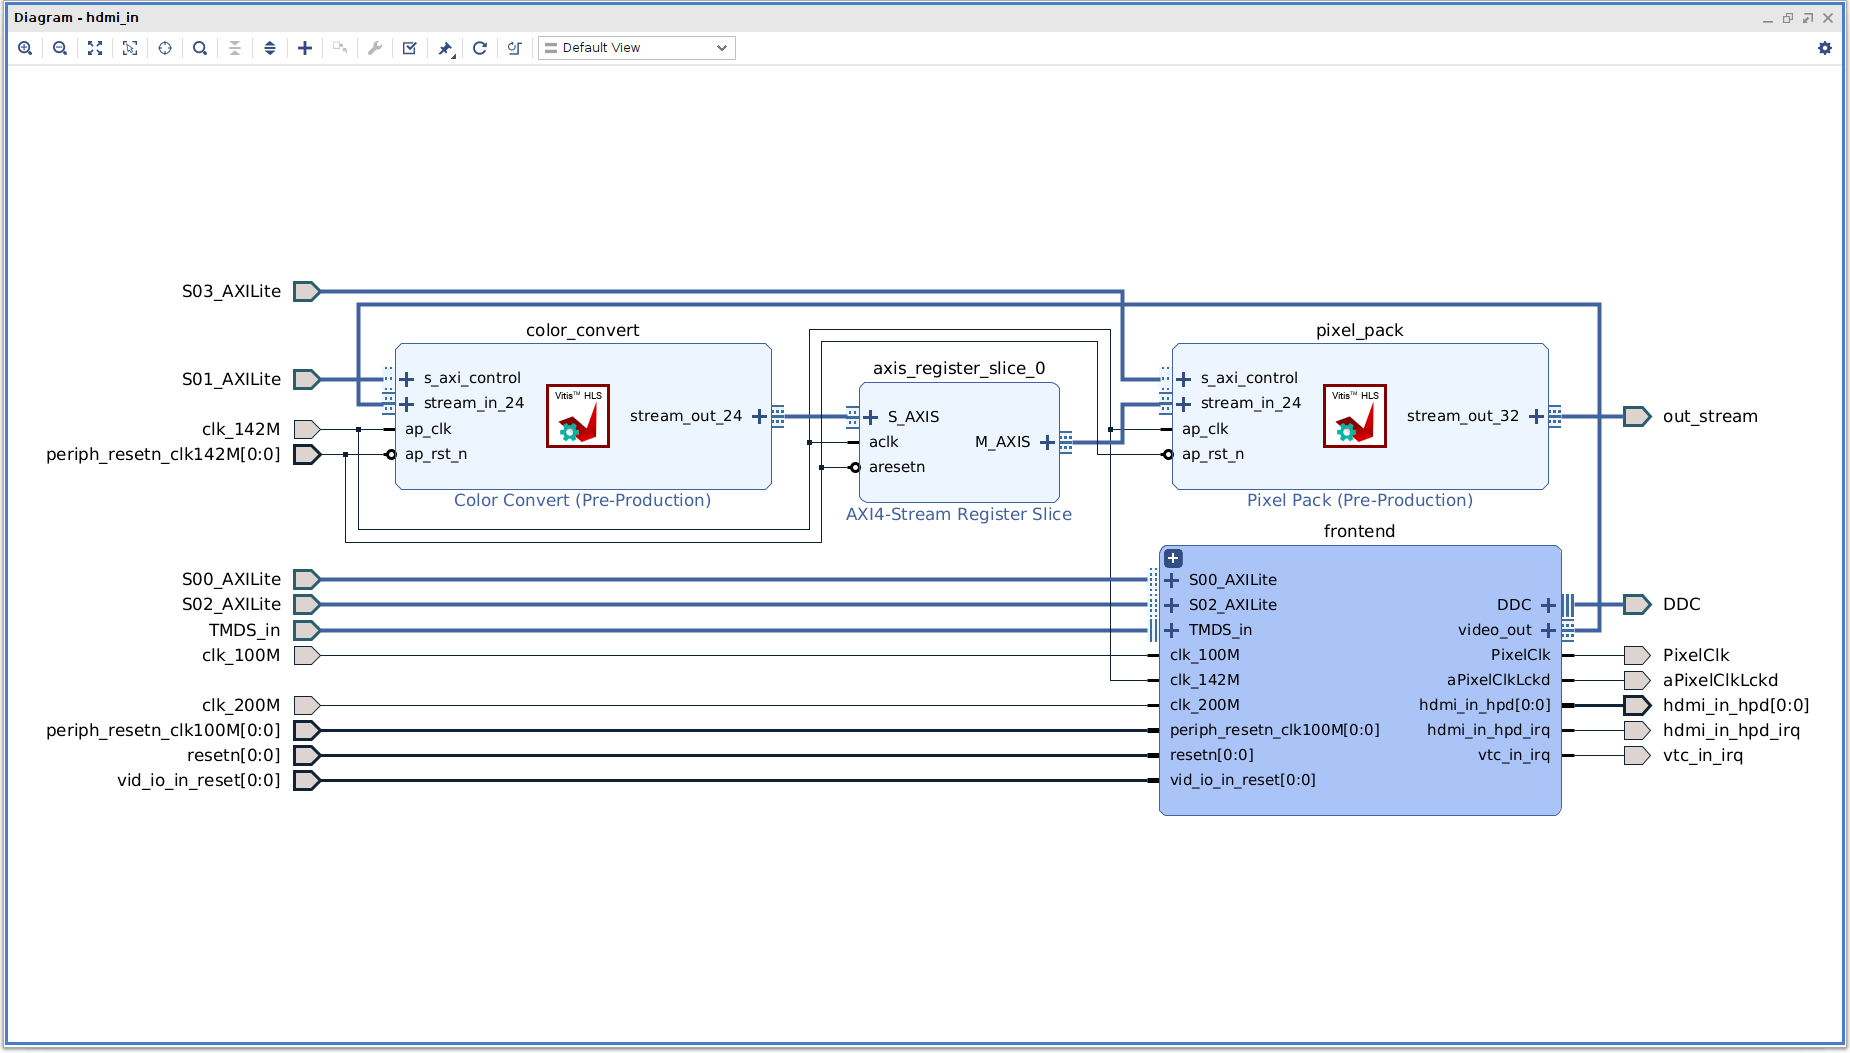 Diagram - hdmi_in
Default View
S03_AXILite
S01_AXILite
clk_142M
periph_resetn_clk142M[0:0]
S00_AXILite
S02_AXILite
TMDS_in
clk_100M
clk_200M
periph_resetn_clk100M[0:0]
resetn[0:0]
vid_io_in_reset[0:0]
color_convert
s_axi_control
stream_in_24
ap_clk
ap_rst_n
Vitis™ HLS
stream_out_24
Color Convert (Pre-Production)
axis_register_slice_0
S_AXIS
aclk
aresetn
M_AXIS
AXI4-Stream Register Slice
pixel_pack
s_axi_control
stream_in_24
ap_clk
ap_rst_n
Vitis™ HLS
stream_out_32
Pixel Pack (Pre-Production)
frontend
S00_AXILite
S02_AXILite
TMDS_in
clk_100M
clk_142M
clk_200M
periph_resetn_clk100M[0:0]
resetn[0:0]
vid_io_in_reset[0:0]
DDC
video_out
PixelClk
aPixelClkLckd
hdmi_in_hpd[0:0]
hdmi_in_hpd_irq
vtc_in_irq
out_stream
DDC
PixelClk
aPixelClkLckd
hdmi_in_hpd[0:0]
hdmi_in_hpd_irq
vtc_in_irq